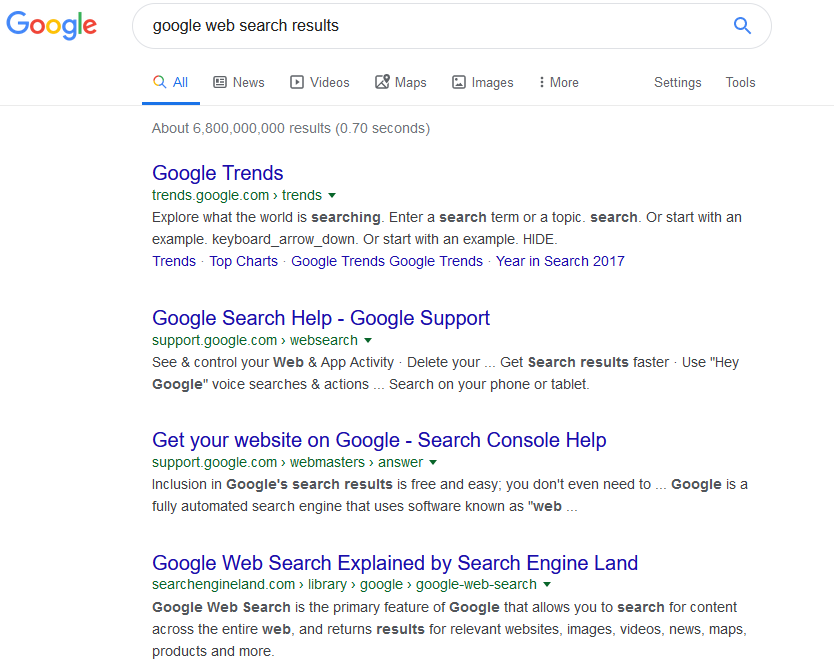 Google
google web search results
All News Videos Maps Images More Settings Tools
About 6,800,000,000 results (0.70 seconds)
Google Trends
trends.google.com › trends
Explore what the world is searching. Enter a search term or a topic. search. Or start with an
example. keyboard_arrow_down. Or start with an example. HIDE.
Trends · Top Charts · Google Trends Google Trends · Year in Search 2017
Google Search Help - Google Support
support.google.com › websearch
See & control your Web & App Activity · Delete your ... Get Search results faster · Use "Hey
Google" voice searches & actions ... Search on your phone or tablet.
Get your website on Google - Search Console Help
support.google.com › webmasters › answer
Inclusion in Google's search results is free and easy; you don't even need to ... Google is a
fully automated search engine that uses software known as "web ...
Google Web Search Explained by Search Engine Land
searchengineland.com › library › google › google-web-search
Google Web Search is the primary feature of Google that allows you to search for content
across the entire web, and returns results for relevant websites, images, videos, news, maps,
products and more.